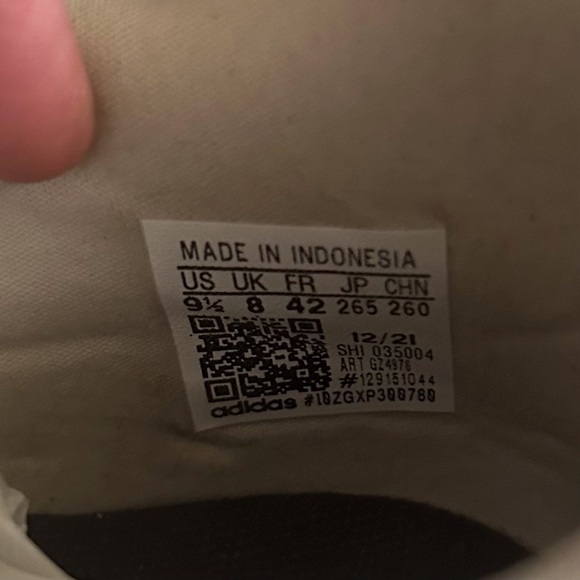 MADE IN INDONESIA
US UK FR JP CHN
9½ 8 42 265 260
12/21
SHI 035004
ART GZ4976
#129151044
adidas #10ZGXP300760